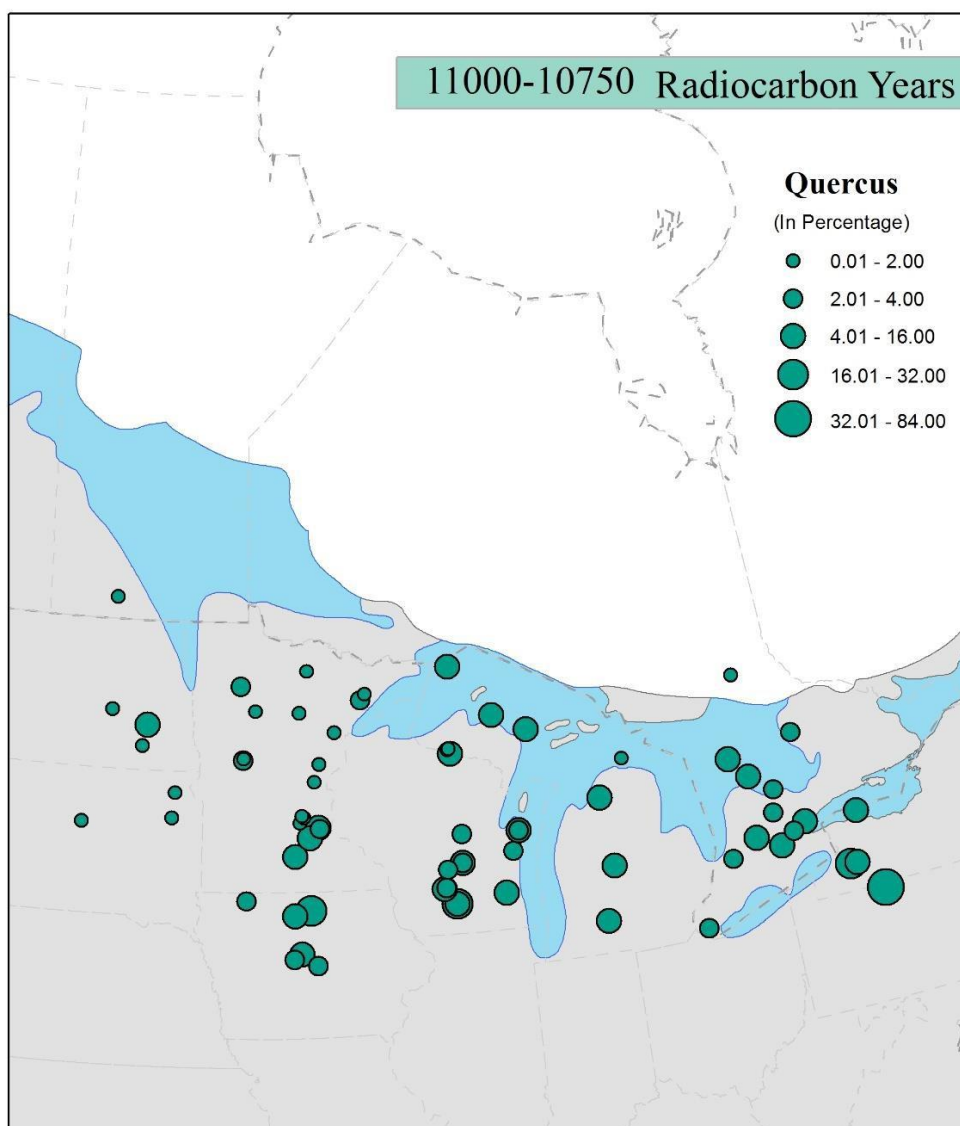 11000-10750 Radiocarbon Years
Quercus
(In Percentage)
0.01 - 2.00
2.01 - 4.00
4.01 - 16.00
16.01 - 32.00
32.01 - 84.00